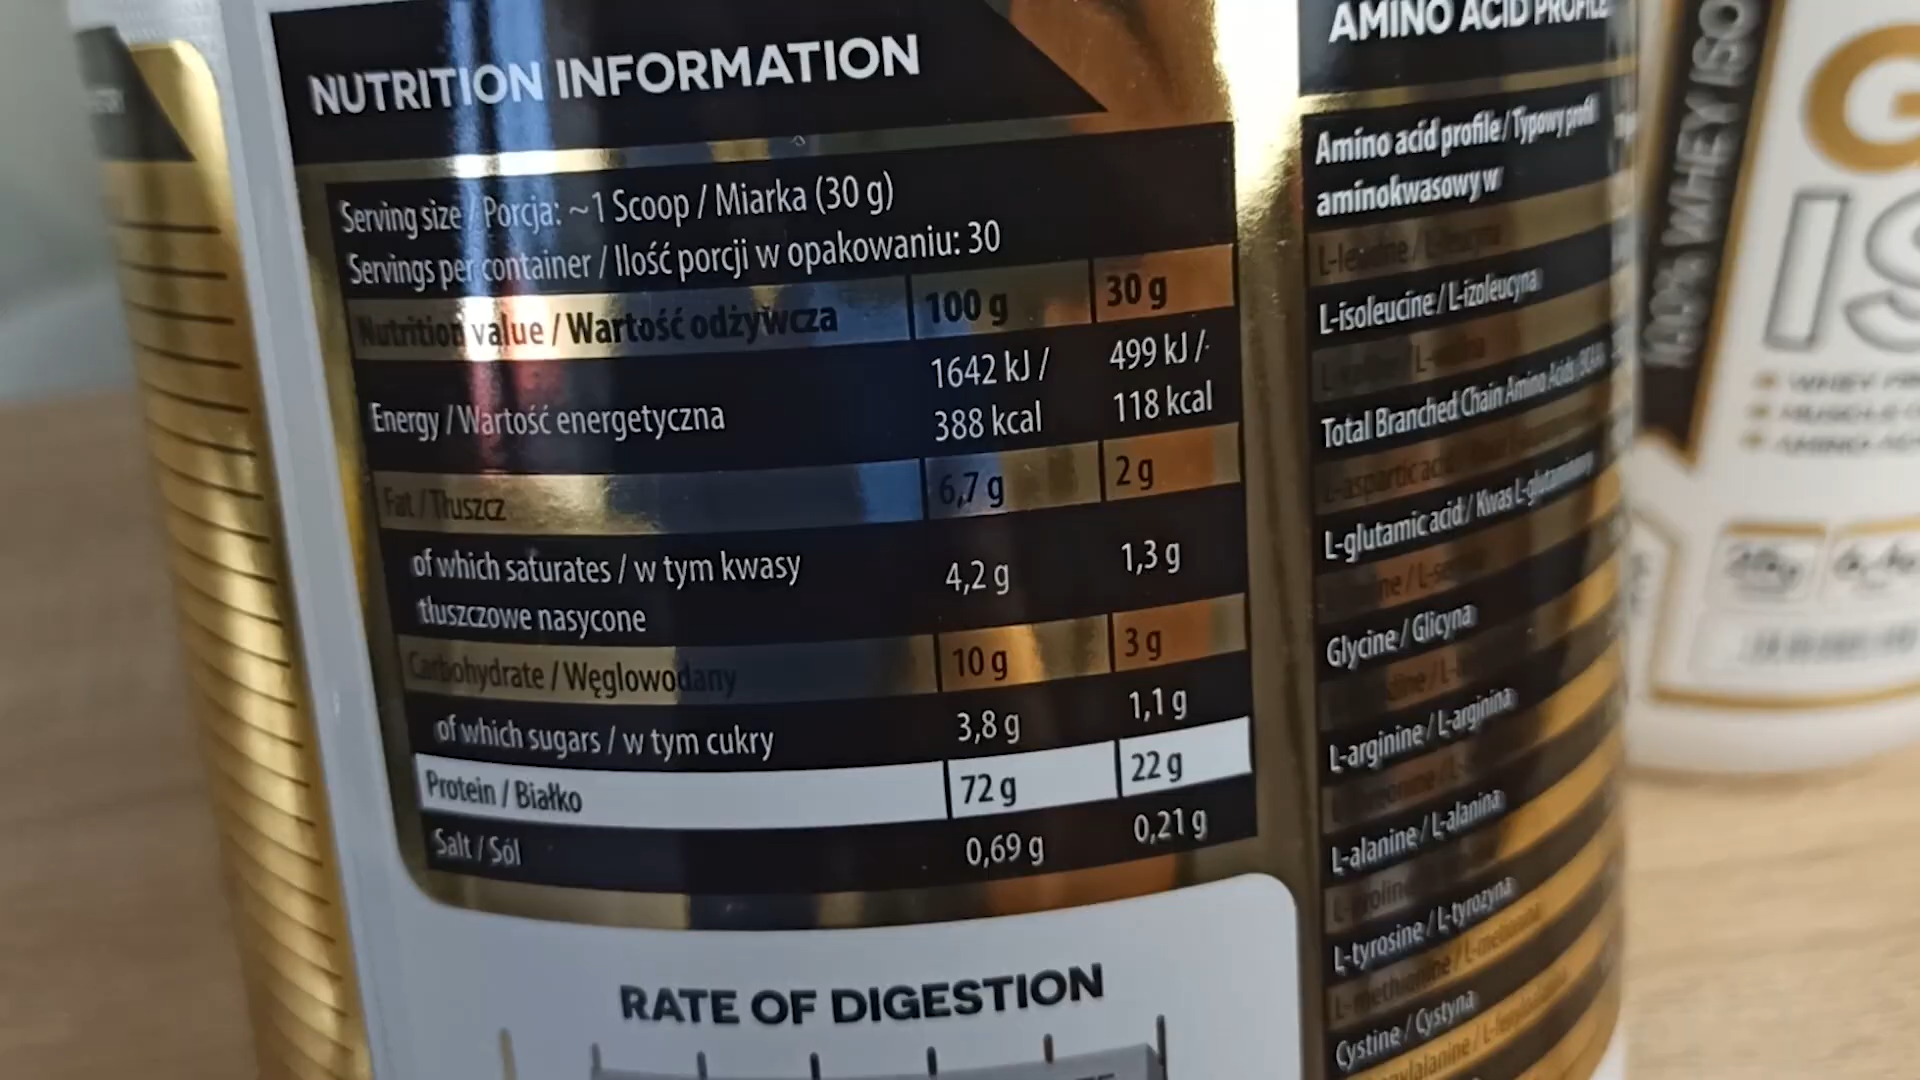 NUTRITION INFORMATION
Serving size / Porcja: ~1 Scoop / Miarka (30 g)
Servings per container / Ilość porcji w opakowaniu: 30
Nutrition value / Wartość odżywcza 100 g 30 g
Energy / Wartość energetyczna 1642 kJ / 388 kcal 499 kJ / 118 kcal
Fat / Tłuszcz 6,7 g 2 g
of which saturates / w tym kwasy
tłuszczowe nasycone 4,2 g 1,3 g
Carbohydrate / Węglowodany 10 g 3 g
of which sugars / w tym cukry 3,8 g 1,1 g
Protein / Białko 72 g 22 g
Salt / Sól 0,69 g 0,21 g
RATE OF DIGESTION
AMINO ACID PROFILE
Amino acid profile / Typowy profil
aminokwasowy w
L-isoleucine / L-izoleucyna
Total Branched Chain Amino Acids
L-aspartic acid
L-glutamic acid / Kwas L-glutaminowy
Glycine / Glicyna
L-arginine / L-arginina
L-alanine / L-alanina
L-tyrosine / L-tyrozyna
Cystine / Cystyna
100% WHEY ISO
G
IS